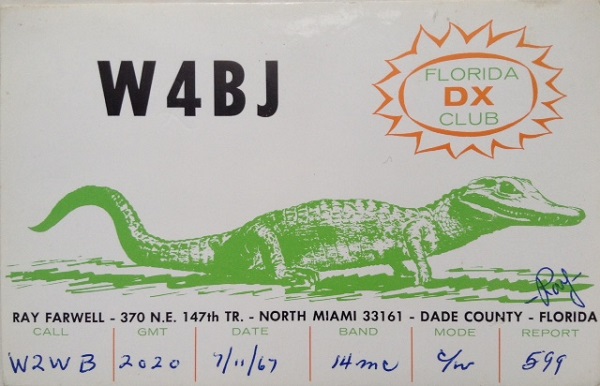 W4BJ
FLORIDA
DX
CLUB
Ray
RAY FARWELL - 370 N.E. 147th TR. - NORTH MIAMI 33161 - DADE COUNTY - FLORIDA
CALL GMT DATE BAND MODE REPORT
W2WB 2020 7/11/67 14mc c/w 599